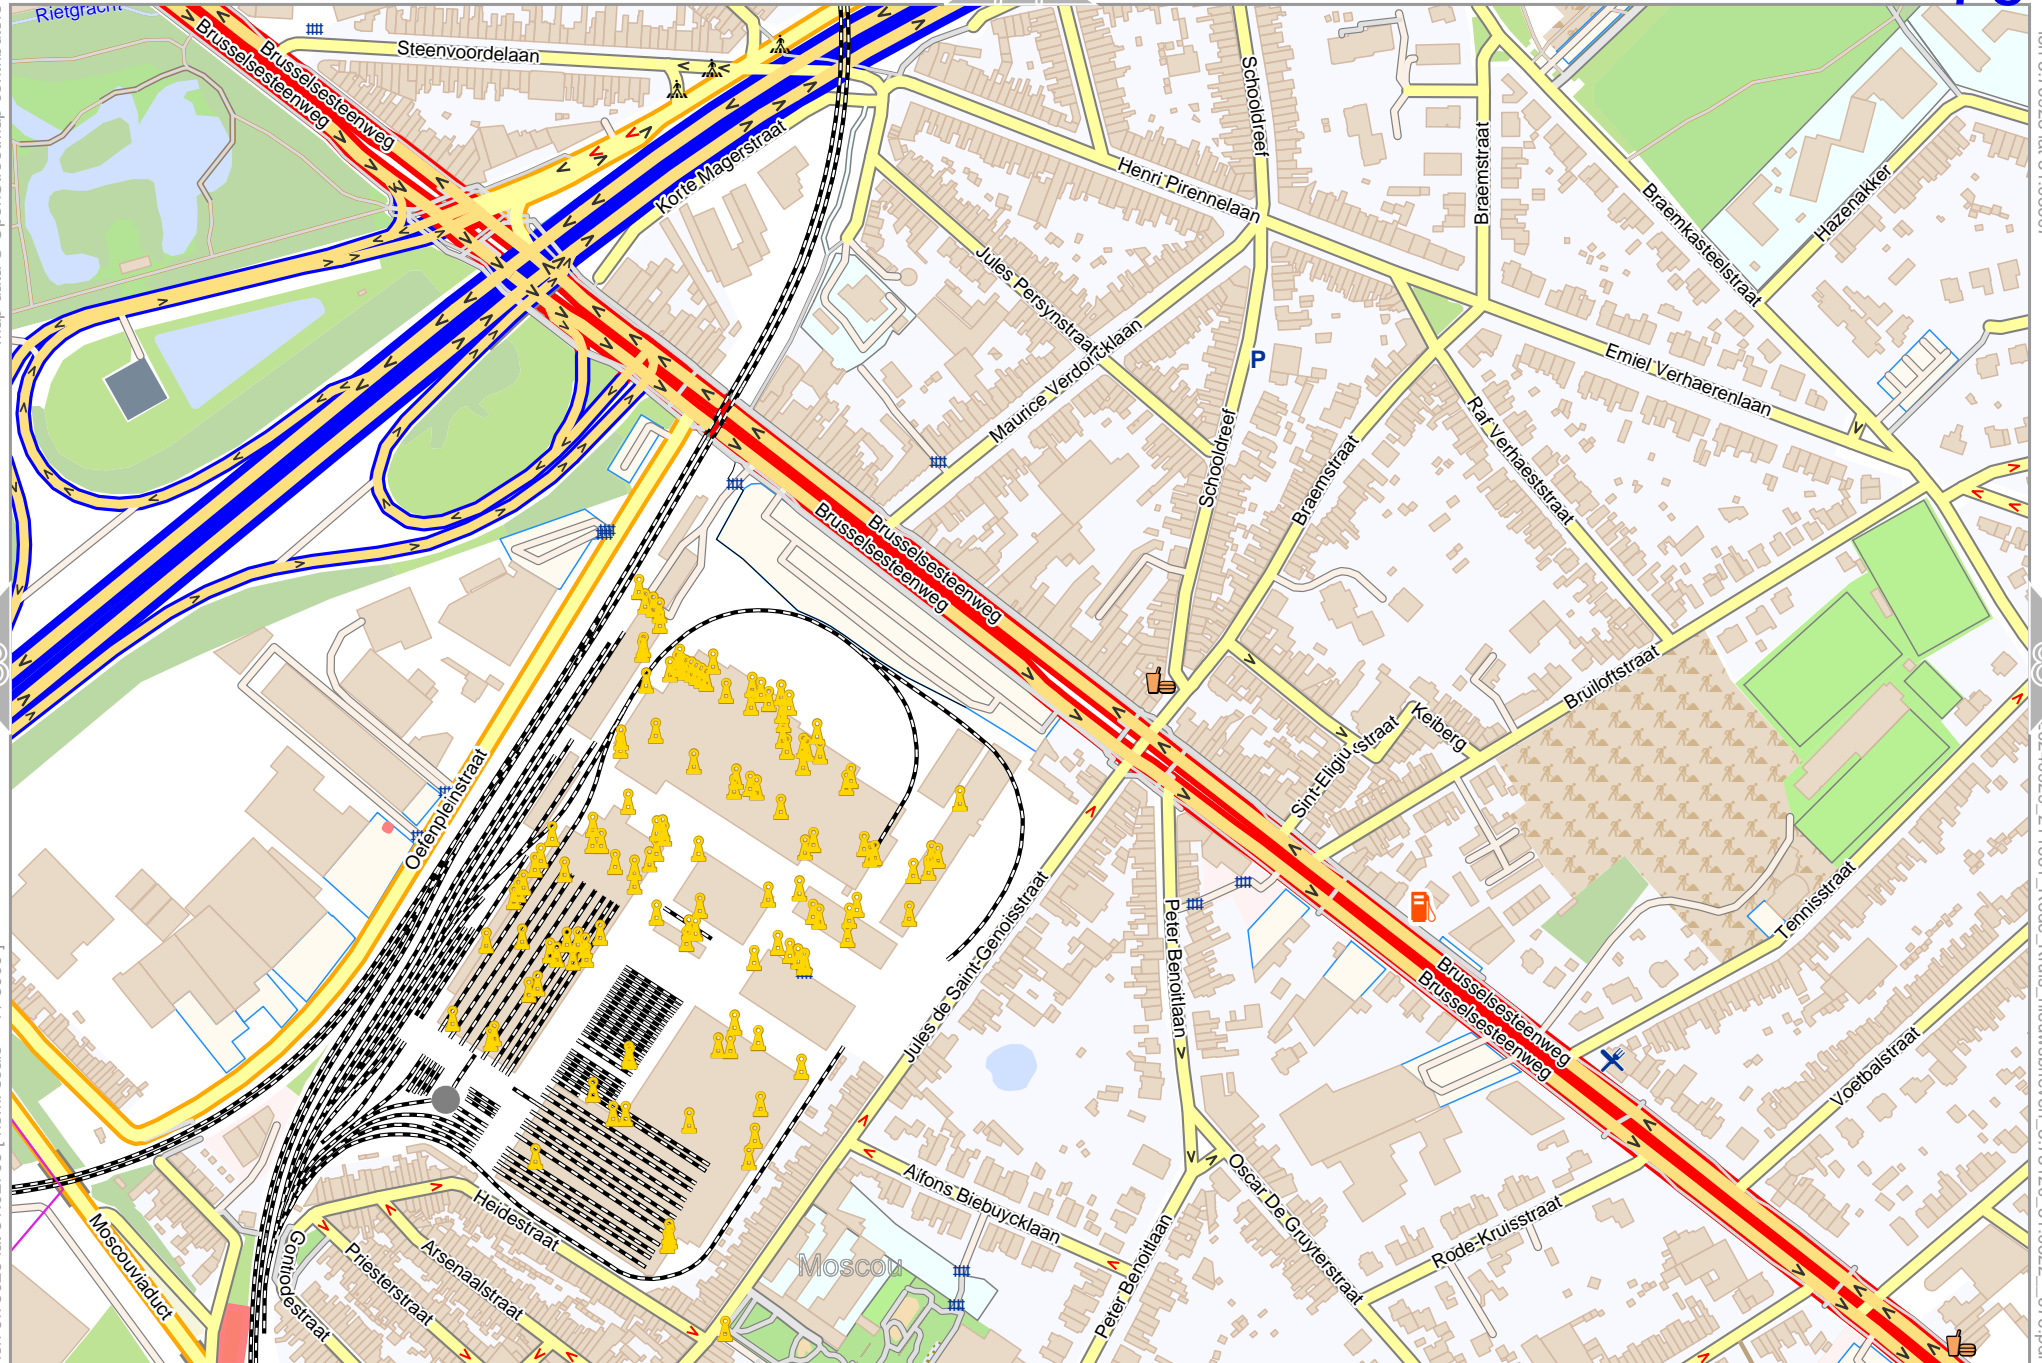 Rietgracht
Brusselsesteenweg
Brusselsesteenweg
Steenvoordelaan
Korte Magerstraat
Schooldreef
Henri Pirennelaan
Braemstraat
Braemkasteelstraat
Hazenakker
Jules Persynstraat
Maurice Verdoncklaan
P
Emiel Verhaerenlaan
Schooldreef
Braemstraat
Raf Verhaeststraat
Brusselsesteenweg
Brusselsesteenweg
Bruiloftstraat
Keiberg
Sint-Eligiusstraat
Oefenpleinstraat
Jules de Saint-Genoisstraat
Peter Benoitlaan
Tennisstraat
Brusselsesteenweg
Brusselsesteenweg
Voetbalstraat
Alfons Biebuycklaan
Oscar De Gruyterstraat
Rode-Kruisstraat
Peter Benoitlaan
Moscou
Heidestraat
Arsenaalstraat
Priesterstraat
Gontrodestraat
Moscouviaduct